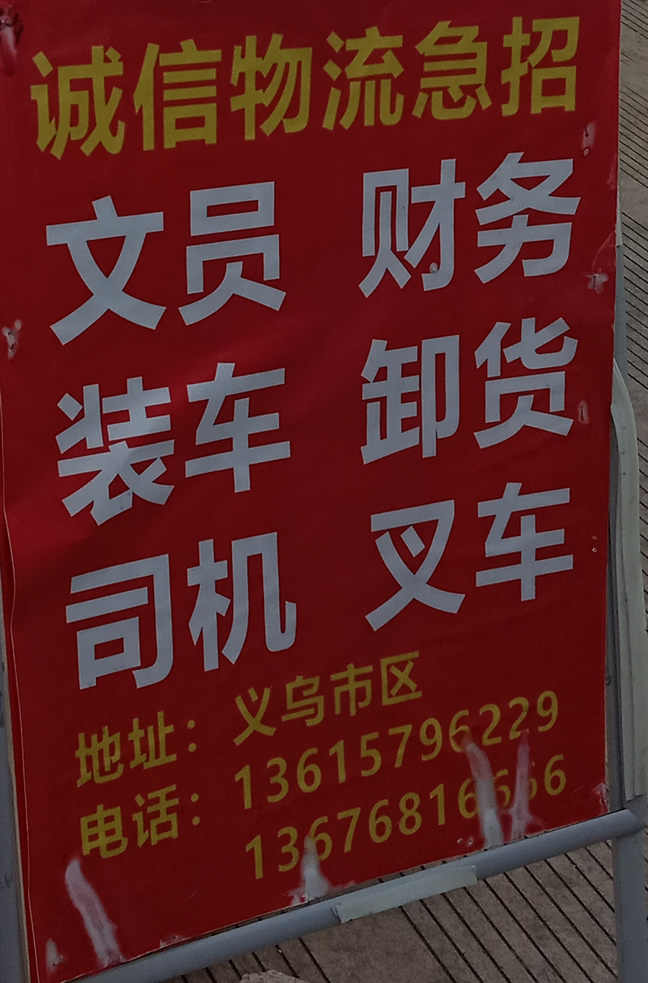 诚信物流急招
文员 财务
装车 卸货
司机 叉车
地址：义乌市区
电话：13615796229
13676816666